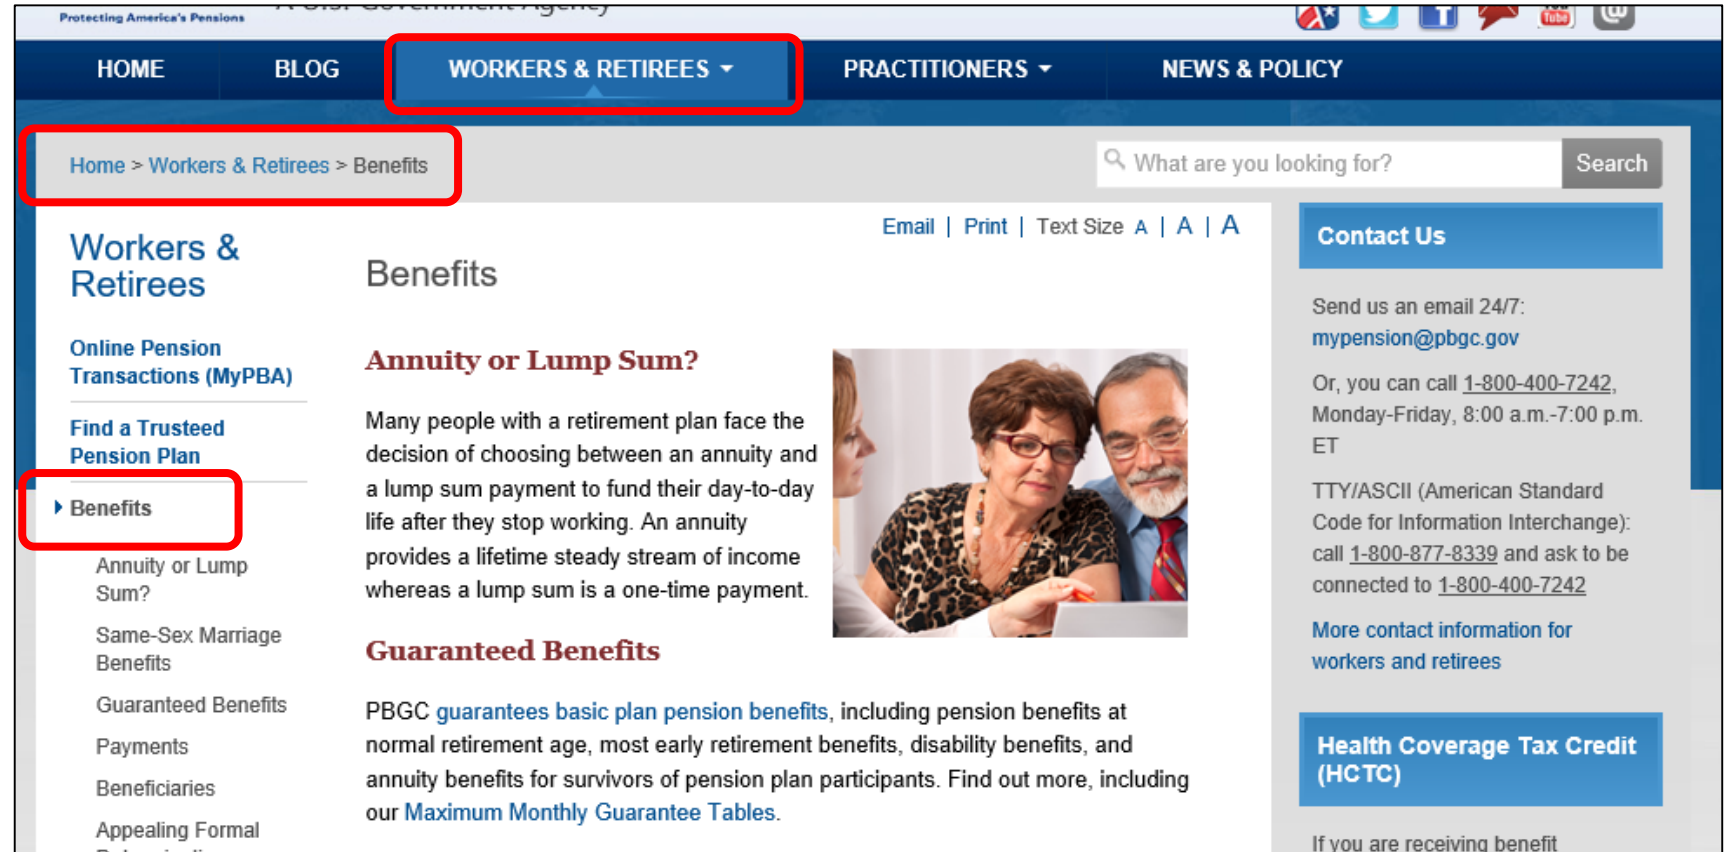 Protecting America's Pensions
A U.S. Government Agency
You
Tube
@
HOME BLOG WORKERS & RETIREES PRACTITIONERS NEWS & POLICY
Home > Workers & Retirees > Benefits
What are you looking for? Search
Email | Print | Text Size A | A | A
Workers &
Retirees
Online Pension
Transactions (MyPBA)
Find a Trusteed
Pension Plan
Benefits
Annuity or Lump
Sum?
Same-Sex Marriage
Benefits
Guaranteed Benefits
Payments
Beneficiaries
Appealing Formal
Benefits
Annuity or Lump Sum?
Many people with a retirement plan face the
decision of choosing between an annuity and
a lump sum payment to fund their day-to-day
life after they stop working. An annuity
provides a lifetime steady stream of income
whereas a lump sum is a one-time payment.
Guaranteed Benefits
PBGC guarantees basic plan pension benefits, including pension benefits at
normal retirement age, most early retirement benefits, disability benefits, and
annuity benefits for survivors of pension plan participants. Find out more, including
our Maximum Monthly Guarantee Tables.
Contact Us
Send us an email 24/7:
mypension@pbgc.gov
Or, you can call 1-800-400-7242,
Monday-Friday, 8:00 a.m.-7:00 p.m.
ET
TTY/ASCII (American Standard
Code for Information Interchange):
call 1-800-877-8339 and ask to be
connected to 1-800-400-7242
More contact information for
workers and retirees
Health Coverage Tax Credit
(HCTC)
If you are receiving benefit